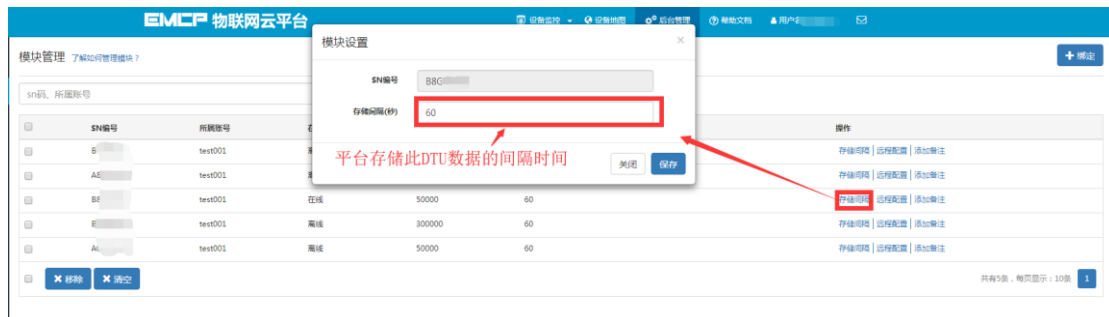 EMCP 物联网云平台
设备监控 设备地图 后台管理 帮助文档 用户名
模块管理 了解如何管理模块？
+ 绑定
模块设置 ×
SN编号 B8G
存储间隔(秒) 60
平台存储此DTU数据的间隔时间
关闭 保存
sn码、所属账号
SN编号 所属账号 操作
test001 存储间隔 | 远程配置 | 添加备注
test001 存储间隔 | 远程配置 | 添加备注
test001 在线 50000 60 存储间隔 | 远程配置 | 添加备注
test001 离线 300000 60 存储间隔 | 远程配置 | 添加备注
test001 离线 50000 60 存储间隔 | 远程配置 | 添加备注
移除 清空
共有5条，每页显示：10条 1